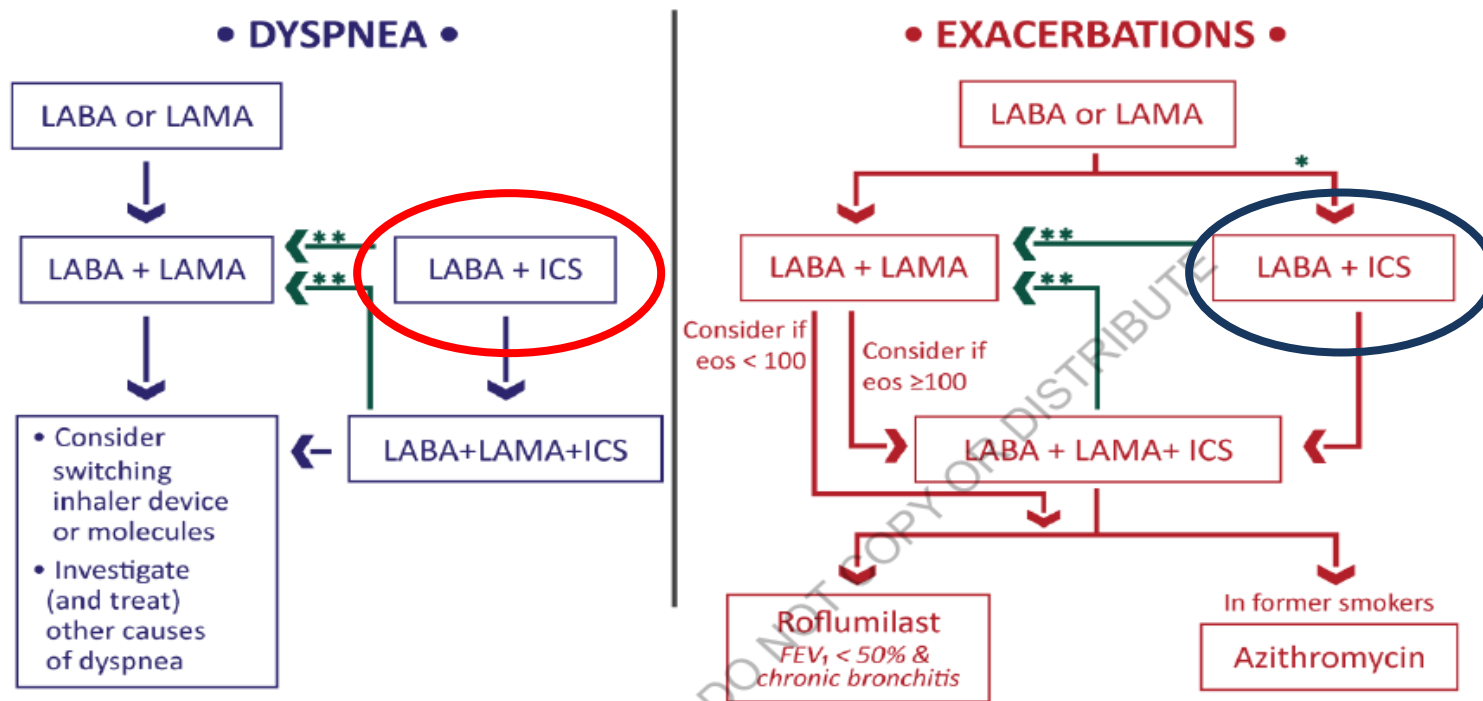 • DYSPNEA •
LABA or LAMA
LABA + LAMA
**
**
LABA + ICS
• Consider
switching
inhaler device
or molecules
• Investigate
(and treat)
other causes
of dyspnea
LABA+LAMA+ICS
• EXACERBATIONS •
LABA or LAMA
*
LABA + LAMA
**
**
LABA + ICS
Consider if
eos < 100
Consider if
eos ≥100
LABA + LAMA+ ICS
Roflumilast
FEV₁ < 50% &
chronic bronchitis
In former smokers
Azithromycin
DO NOT COPY OR DISTRIBUTE